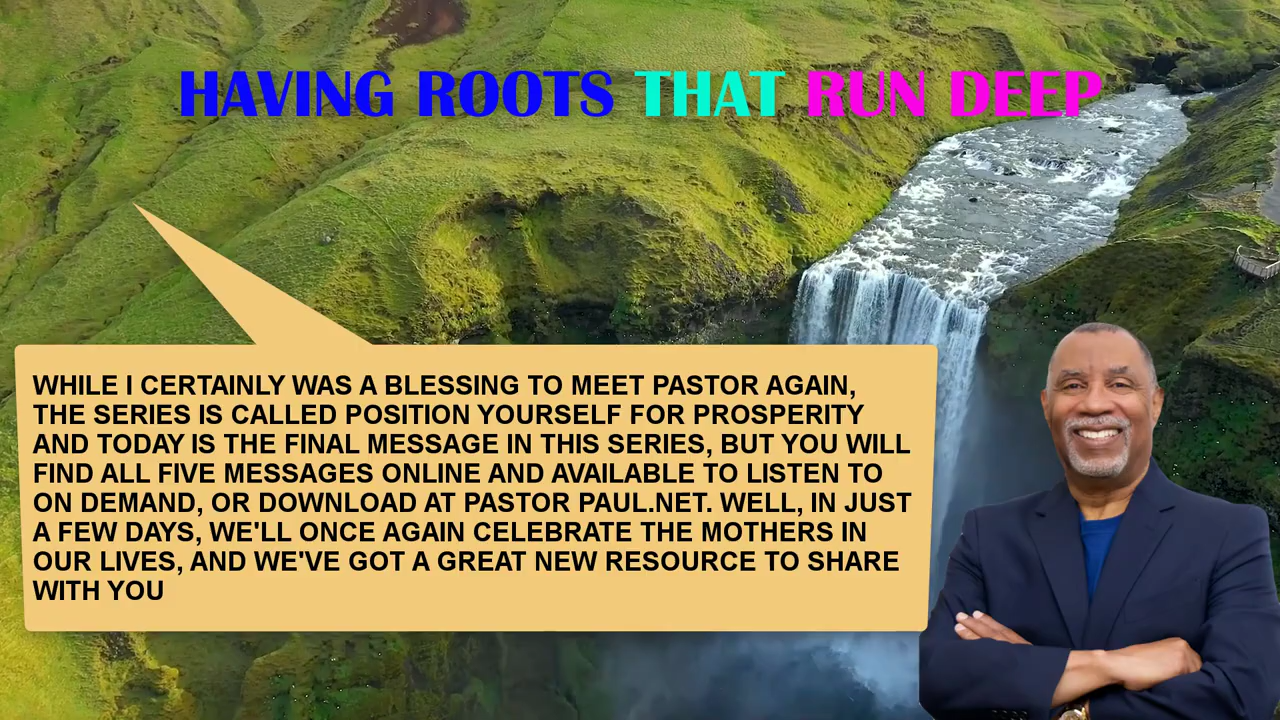 HAVING ROOTS THAT RUN DEEP
WHILE I CERTAINLY WAS A BLESSING TO MEET PASTOR AGAIN,
THE SERIES IS CALLED POSITION YOURSELF FOR PROSPERITY
AND TODAY IS THE FINAL MESSAGE IN THIS SERIES, BUT YOU WILL
FIND ALL FIVE MESSAGES ONLINE AND AVAILABLE TO LISTEN TO
ON DEMAND, OR DOWNLOAD AT PASTOR PAUL.NET. WELL, IN JUST
A FEW DAYS, WE'LL ONCE AGAIN CELEBRATE THE MOTHERS IN
OUR LIVES, AND WE'VE GOT A GREAT NEW RESOURCE TO SHARE
WITH YOU